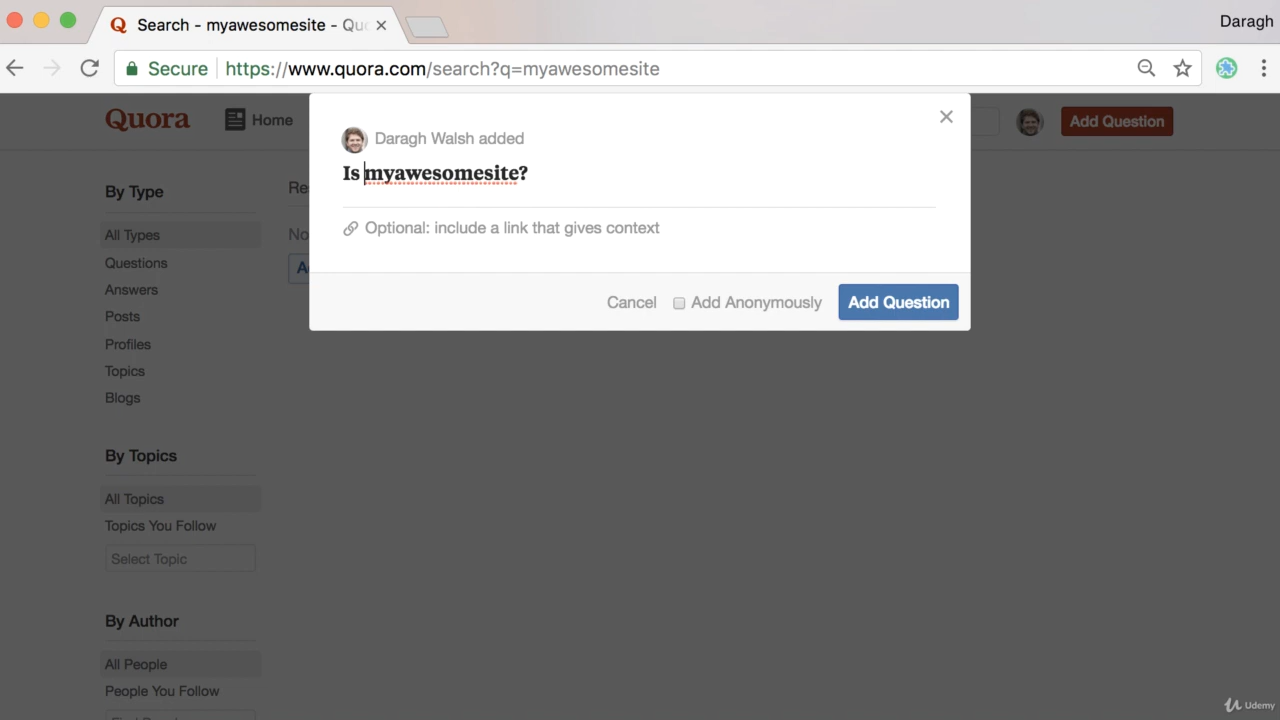 Search - myawesomesite - Qu
Daragh
Secure
https://www.quora.com/search?q=myawesomesite
Quora
Home
Add Question
Daragh Walsh added
Is myawesomesite?
Optional: include a link that gives context
Cancel
Add Anonymously
Add Question
By Type
All Types
Questions
Answers
Posts
Profiles
Topics
Blogs
Re
No
A
By Topics
All Topics
Topics You Follow
Select Topic
By Author
All People
People You Follow
Udemy